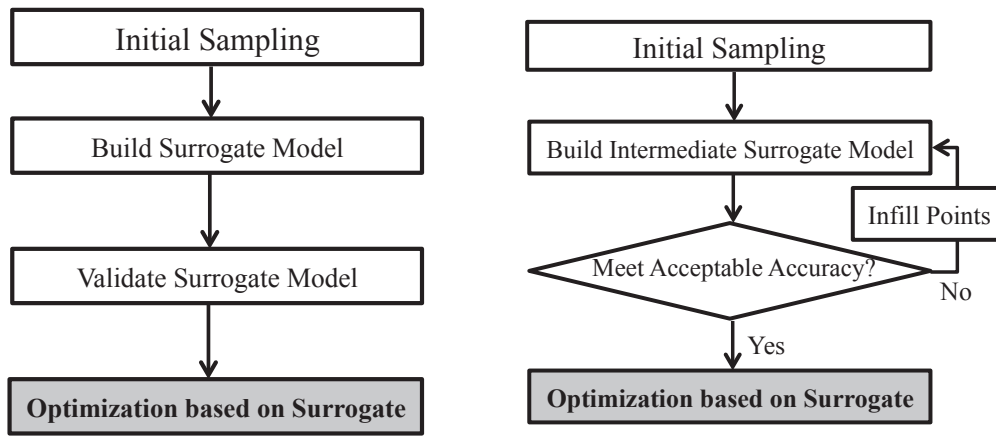 Initial Sampling
Build Surrogate Model
Validate Surrogate Model
Optimization based on Surrogate
Initial Sampling
Build Intermediate Surrogate Model
Infill Points
Meet Acceptable Accuracy?
No
Yes
Optimization based on Surrogate